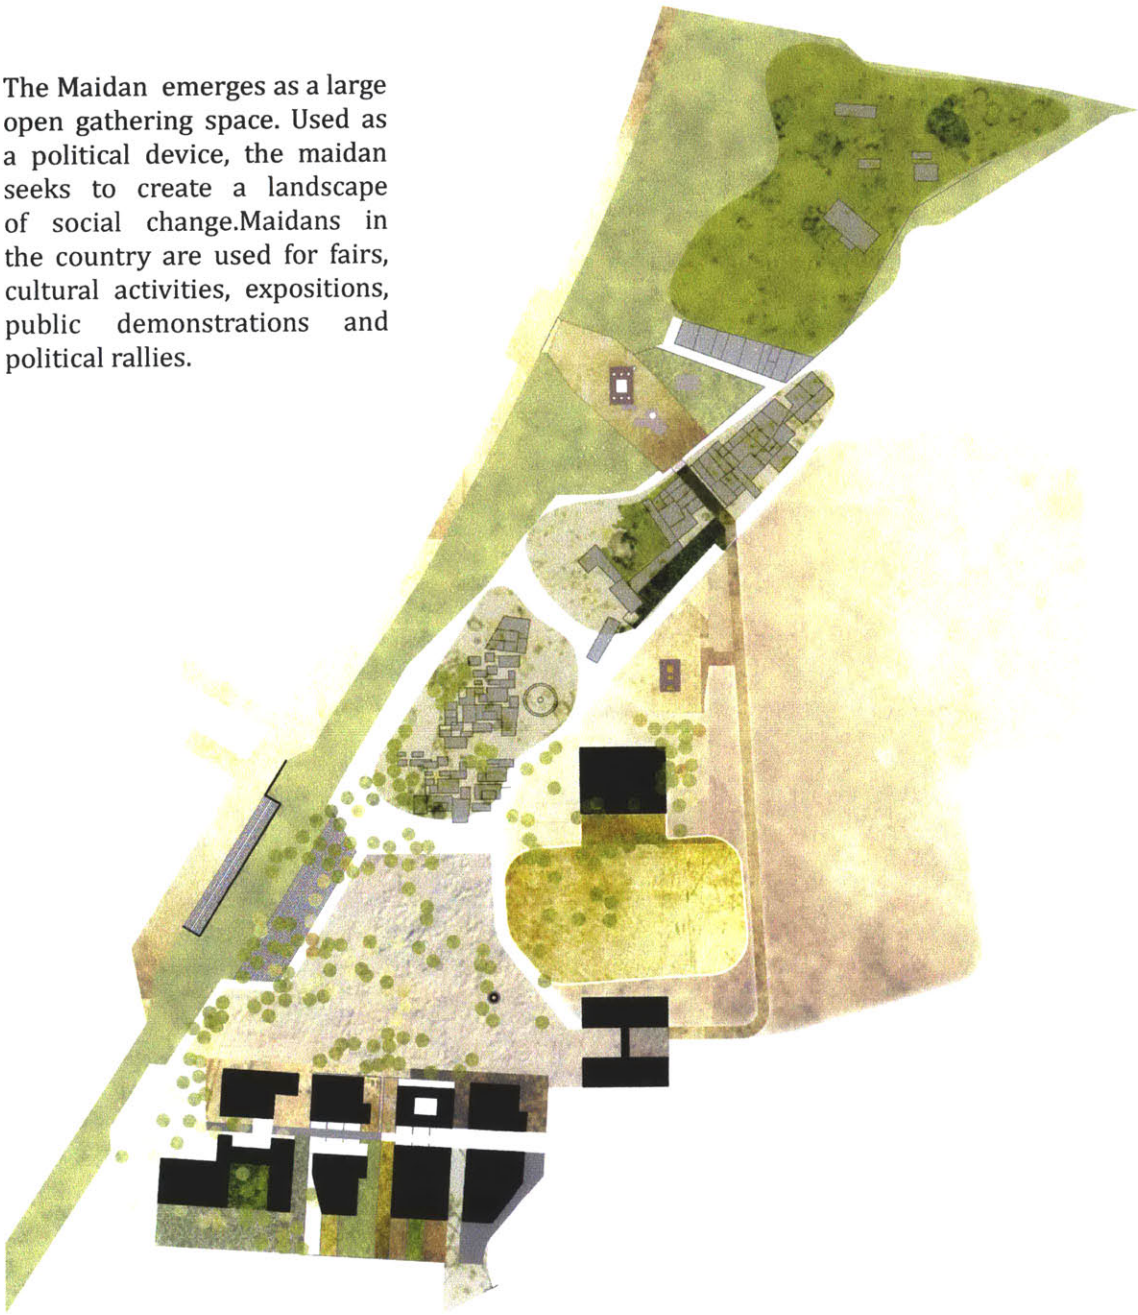 The Maidan emerges as a large
open gathering space. Used as
a political device, the maidan
seeks to create a landscape
of social change.Maidans in
the country are used for fairs,
cultural activities, expositions,
public demonstrations and
political rallies.